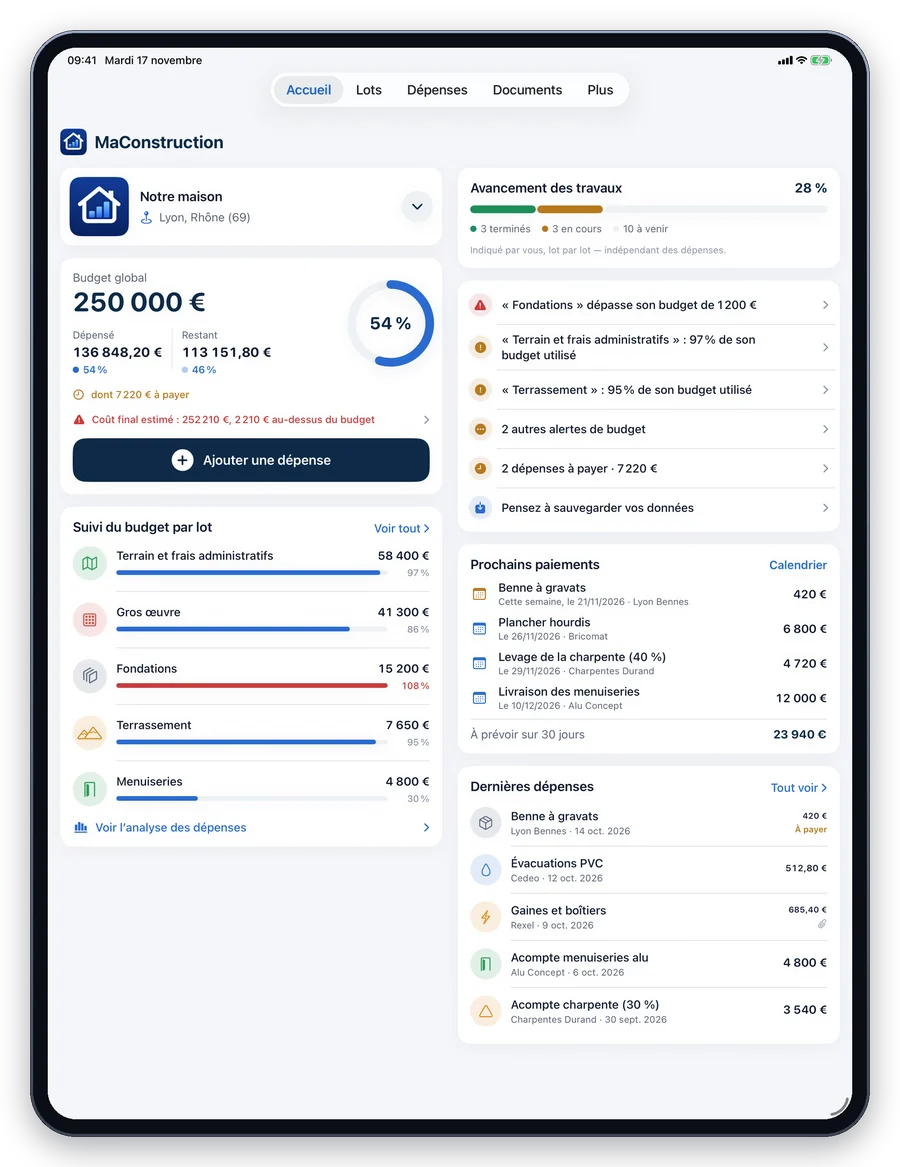 09:41 Mardi 17 novembre
Accueil Lots Dépenses Documents Plus
MaConstruction
Notre maison
Lyon, Rhône (69)
Budget global
250 000 €
54 %
Dépensé
136 848,20 €
54 %
Restant
113 151,80 €
46 %
dont 7 220 € à payer
Coût final estimé : 252 210 €, 2 210 € au-dessus du budget
Ajouter une dépense
Suivi du budget par lot
Voir tout
Terrain et frais administratifs 58 400 €
97 %
Gros œuvre 41 300 €
86 %
Fondations 15 200 €
108 %
Terrassement 7 650 €
95 %
Menuiseries 4 800 €
30 %
Voir l'analyse des dépenses
Avancement des travaux 28 %
3 terminés 3 en cours 10 à venir
Indiqué par vous, lot par lot — indépendant des dépenses.
« Fondations » dépasse son budget de 1 200 €
« Terrain et frais administratifs » : 97 % de son
budget utilisé
« Terrassement » : 95 % de son budget utilisé
2 autres alertes de budget
2 dépenses à payer · 7 220 €
Pensez à sauvegarder vos données
Prochains paiements Calendrier
Benne à gravats 420 €
Cette semaine, le 21/11/2026 · Lyon Bennes
Plancher hourdis 6 800 €
Le 26/11/2026 · Bricomat
Levage de la charpente (40 %) 4 720 €
Le 29/11/2026 · Charpentes Durand
Livraison des menuiseries 12 000 €
Le 10/12/2026 · Alu Concept
À prévoir sur 30 jours 23 940 €
Dernières dépenses Tout voir
Benne à gravats 420 €
Lyon Bennes · 14 oct. 2026 À payer
Évacuations PVC 512,80 €
Cedeo · 12 oct. 2026
Gaines et boîtiers 685,40 €
Rexel · 9 oct. 2026
Acompte menuiseries alu 4 800 €
Alu Concept · 6 oct. 2026
Acompte charpente (30 %) 3 540 €
Charpentes Durand · 30 sept. 2026